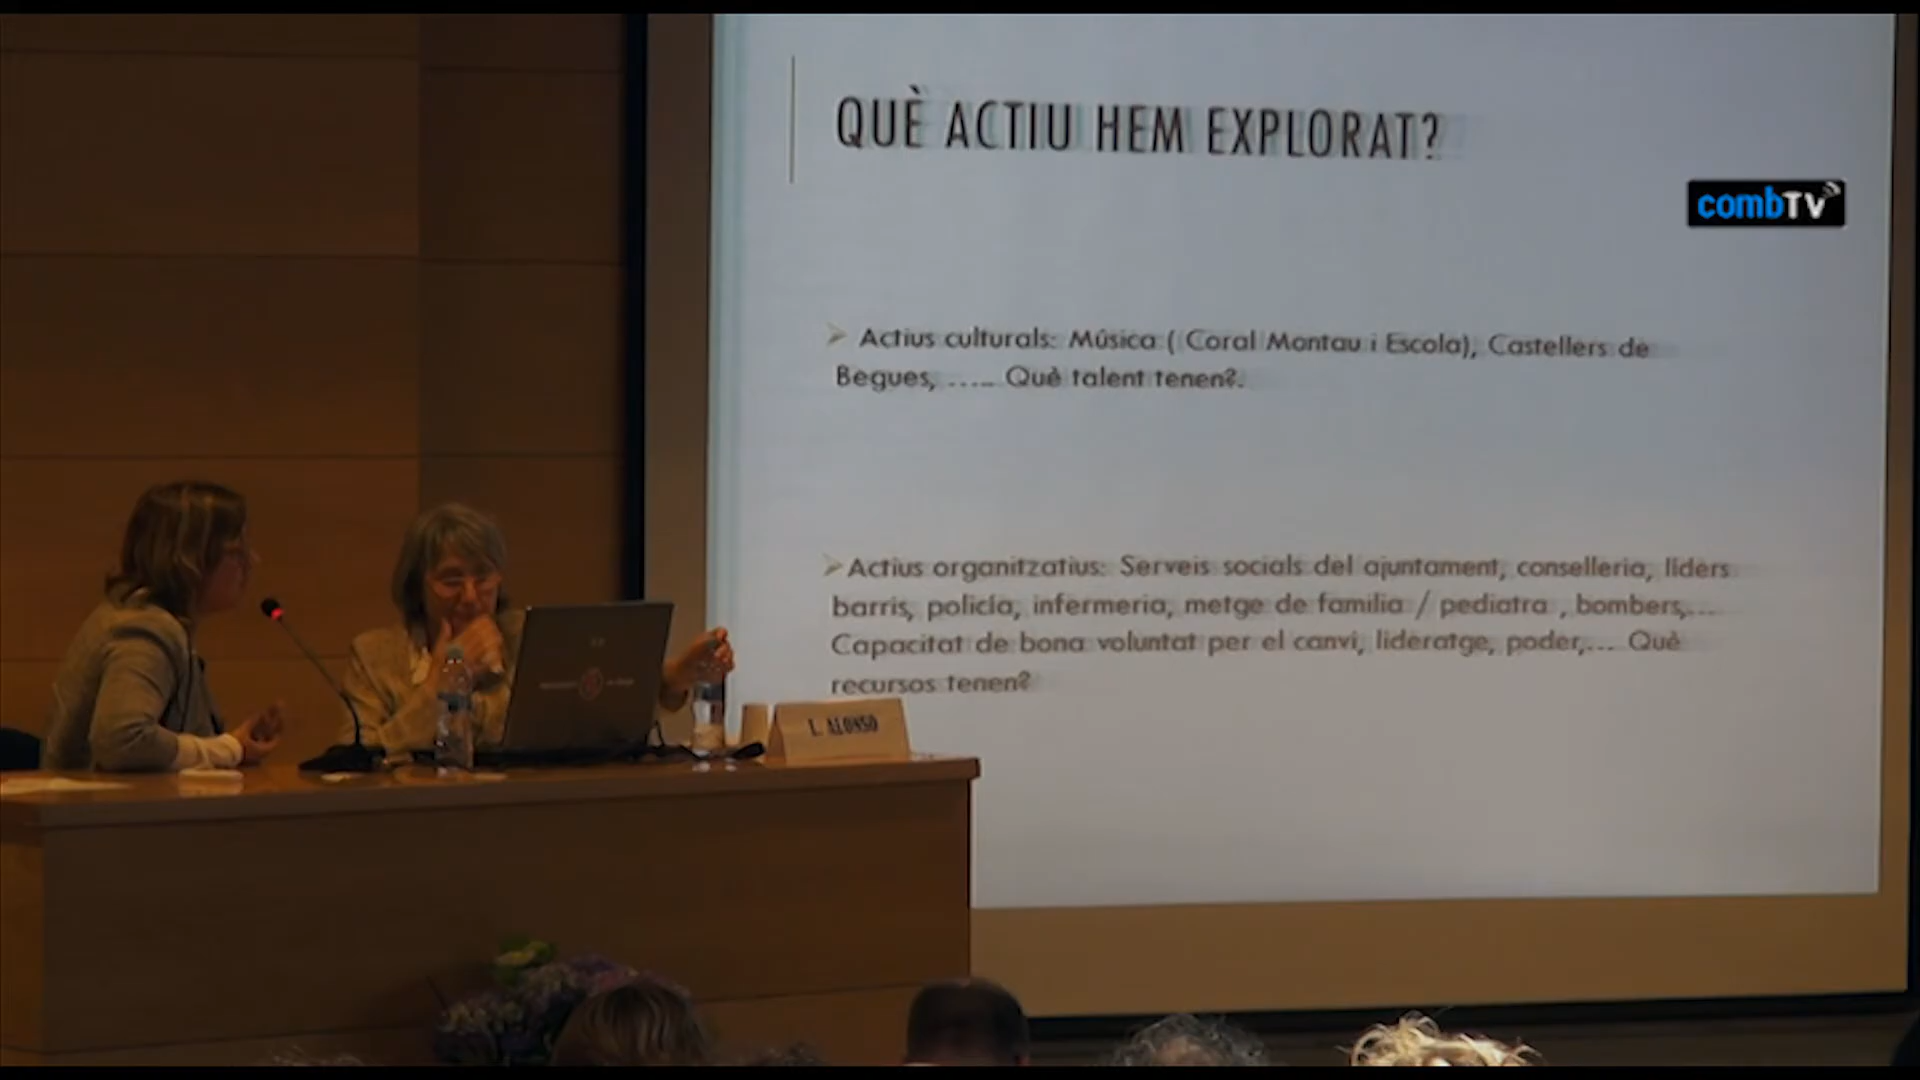 QUÈ ACTIU HEM EXPLORAT?
combTV
➢ Actius culturals: Música ( Coral Montau i Escola), Castellers de
Begues, ..... Què talent tenen?.
➢Actius organitzatius: Serveis socials del ajuntament, conselleria, líders
barris, policía, infermeria, metge de familia / pediatra , bombers,...
Capacitat de bona voluntat per el canvi, lideratge, poder,... Què
recursos tenen?
L. ALONSO